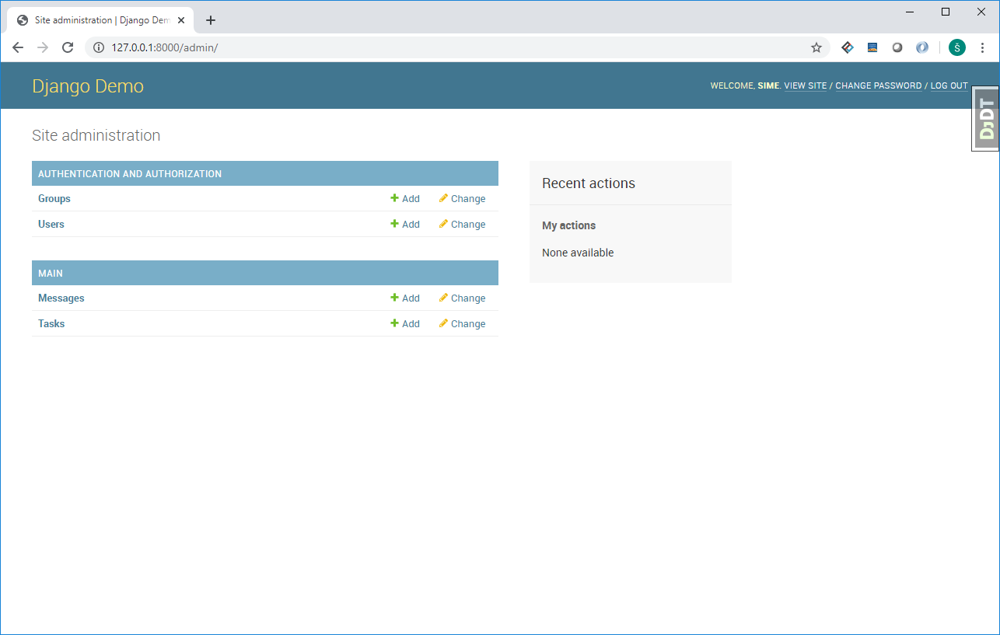 Site administration | Django Dem
127.0.0.1:8000/admin/
Š
Django Demo
WELCOME, SIME. VIEW SITE / CHANGE PASSWORD / LOG OUT
DJDT
Site administration
AUTHENTICATION AND AUTHORIZATION
Groups Add Change
Users Add Change
MAIN
Messages Add Change
Tasks Add Change
Recent actions
My actions
None available